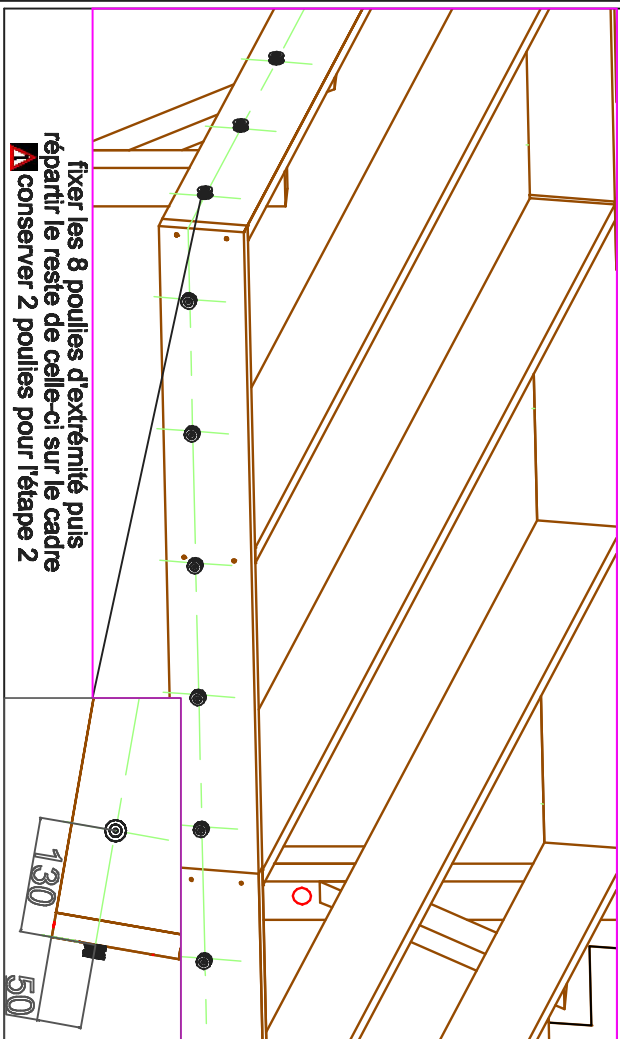 fixer les 8 poulies d'extrémité puis
répartir le reste de celle-ci sur le cadre
conserver 2 poulies pour l'étape 2
130
50